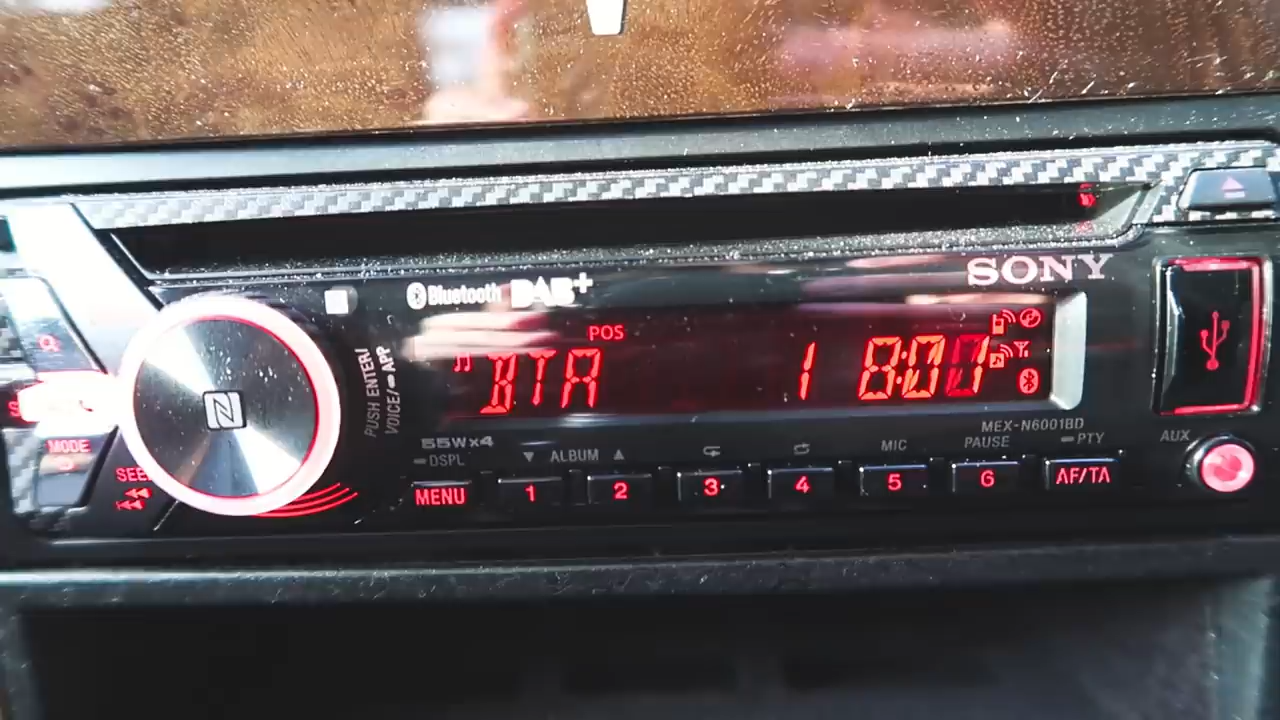 SONY
Bluetooth DAB+
POS
BTA 1 8:01
PUSH ENTER/
VOICE/ APP
MEX-N6001BD
55Wx4
DSPL ▼ ALBUM ▲ MIC PAUSE PTY AUX
MENU 1 2 3 4 5 6 AF/TA
MODE
SEEK